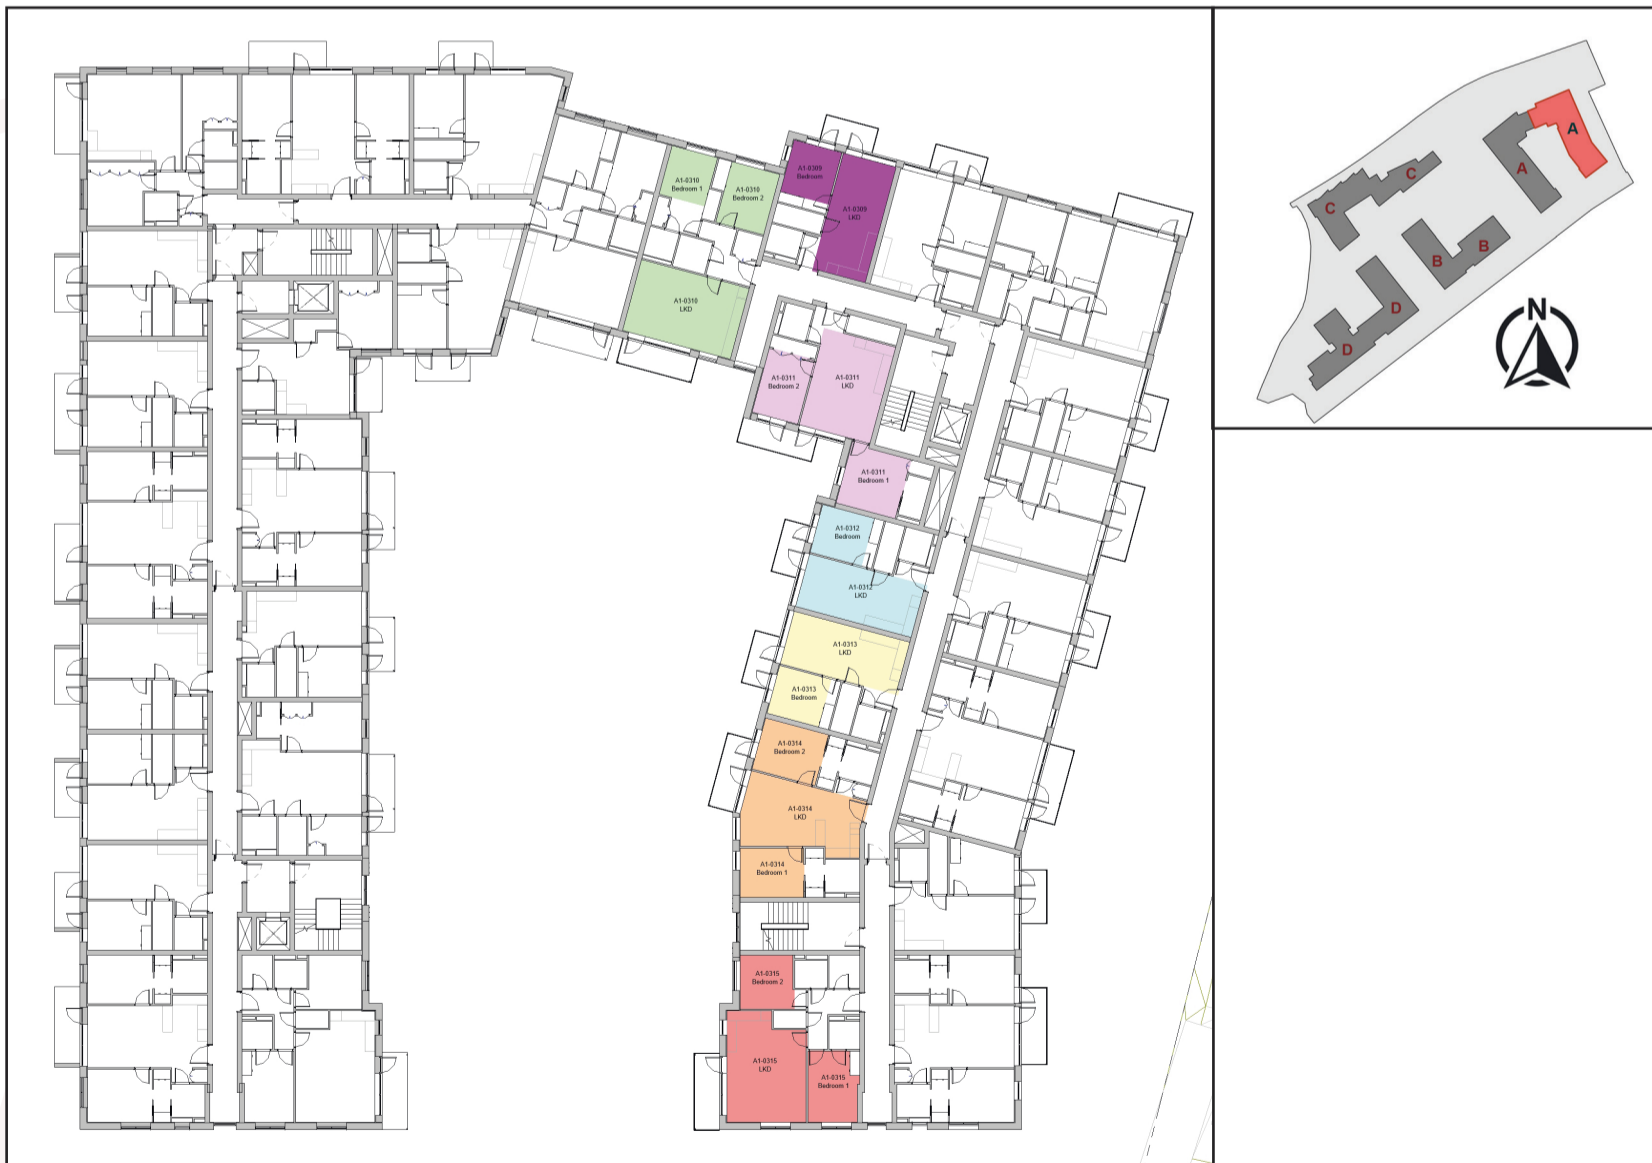 A1-0309
Bedroom
A1-0309
LKD
A1-0310
Bedroom 1
A1-0310
Bedroom 2
A1-0310
LKD
A1-0311
Bedroom 2
A1-0311
LKD
A1-0311
Bedroom 1
A1-0312
Bedroom
A1-0312
LKD
A1-0313
LKD
A1-0313
Bedroom
A1-0314
Bedroom 2
A1-0314
LKD
A1-0314
Bedroom 1
A1-0315
Bedroom 2
A1-0315
LKD
A1-0315
Bedroom 1
A
A
C
C
B
B
D
D
N